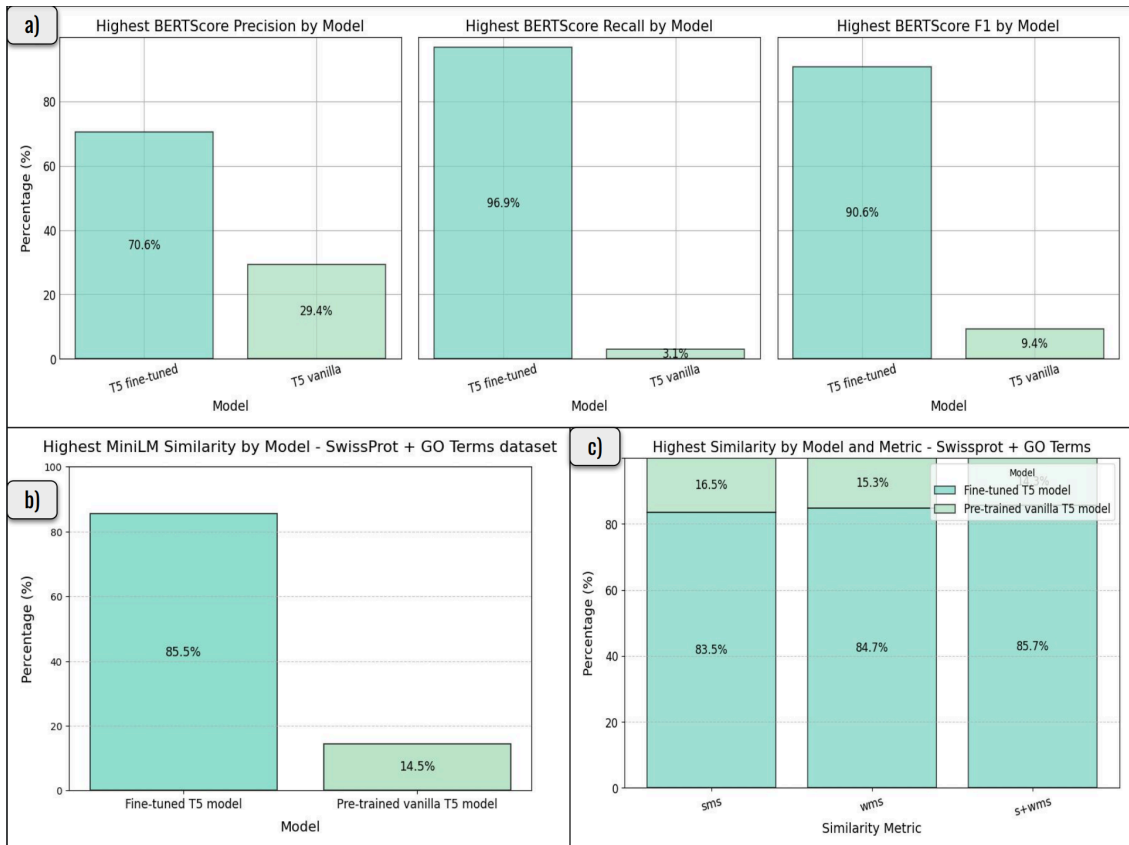 a)
Highest BERTScore Precision by Model
Highest BERTScore Recall by Model
Highest BERTScore F1 by Model
Percentage (%)
80
60
40
20
0
70.6%
29.4%
96.9%
3.1%
90.6%
9.4%
T5 fine-tuned
T5 vanilla
T5 fine-tuned
T5 vanilla
T5 fine-tuned
T5 vanilla
Model
Model
Model
b)
Highest MiniLM Similarity by Model - SwissProt + GO Terms dataset
Percentage (%)
100
80
60
40
20
0
85.5%
14.5%
Fine-tuned T5 model
Pre-trained vanilla T5 model
Model
c)
Highest Similarity by Model and Metric - Swissprot + GO Terms
Percentage (%)
80
60
40
20
0
16.5%
15.3%
Model
Fine-tuned T5 model
Pre-trained vanilla T5 model
83.5%
84.7%
85.7%
sms
wms
s+wms
Similarity Metric